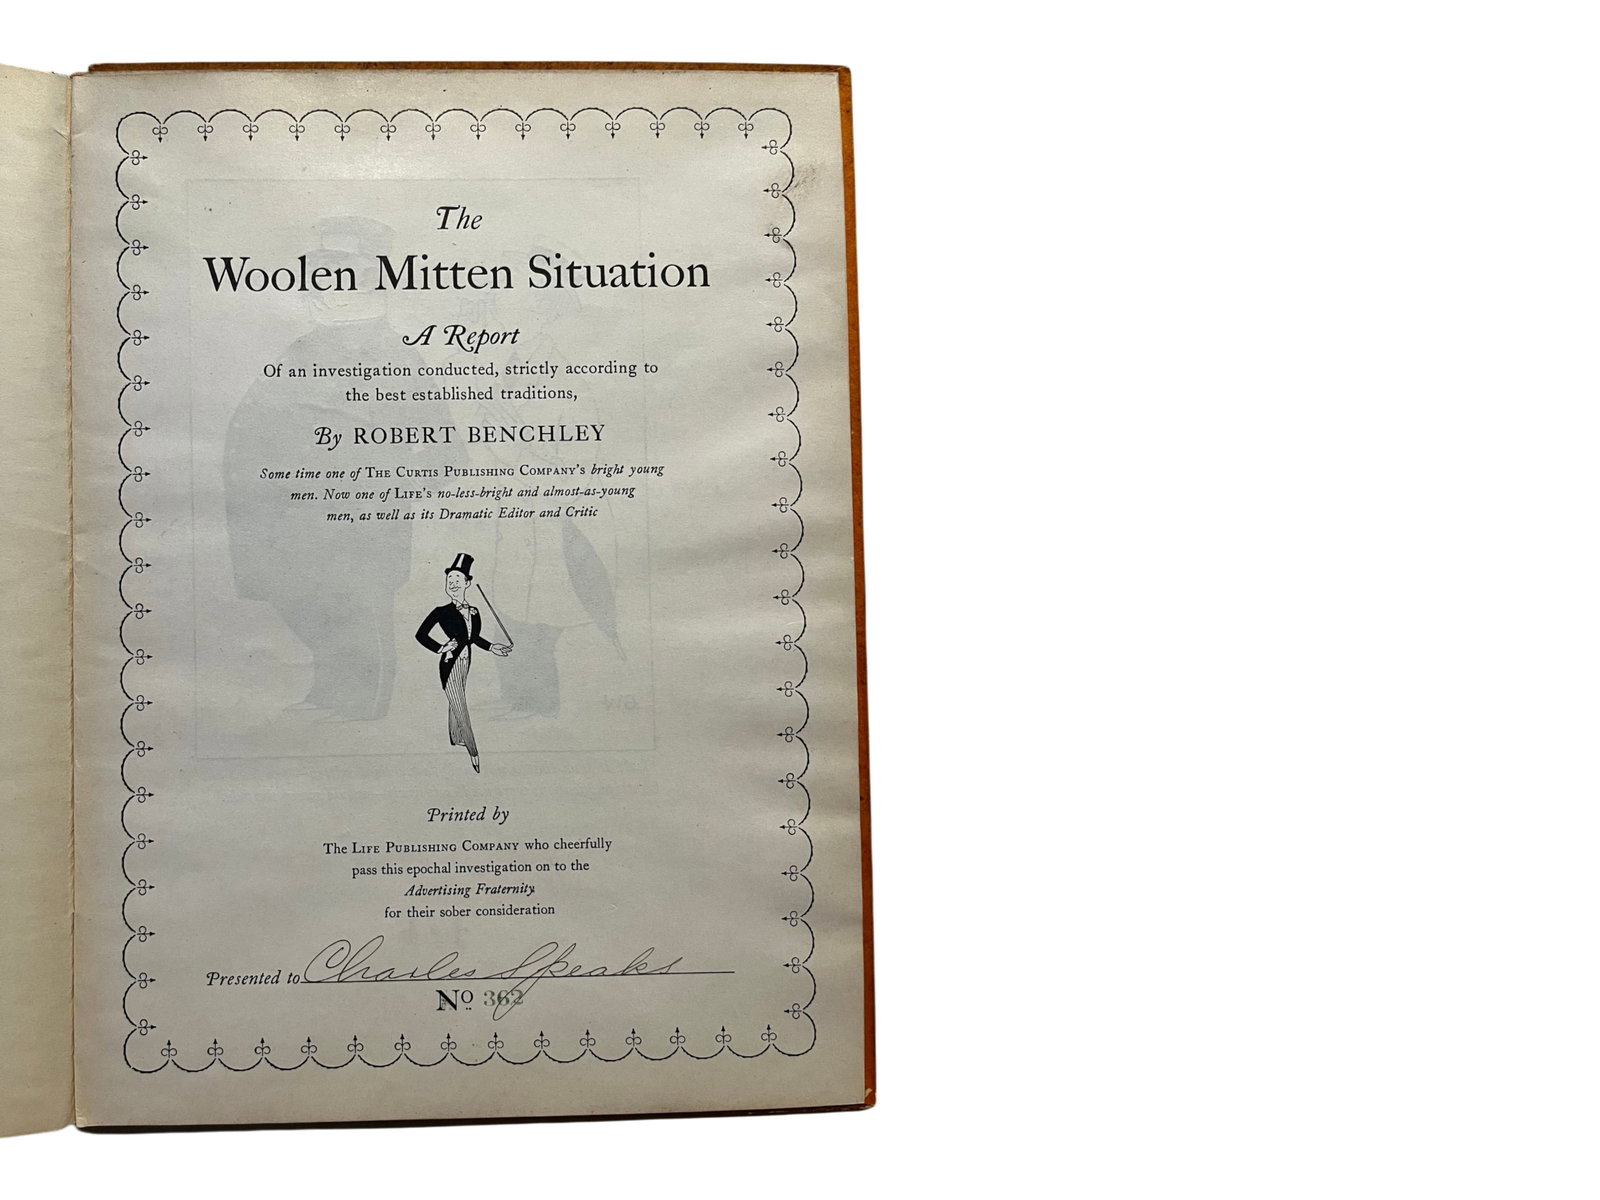 The
Woolen Mitten Situation
A Report
Of an investigation conducted, strictly according to
the best established traditions,
By ROBERT BENCHLEY
Some time one of THE CURTIS PUBLISHING COMPANY'S bright young
men. Now one of LIFE'S no-less-bright and almost-as-young
men, as well as its Dramatic Editor and Critic
Printed by
The LIFE PUBLISHING COMPANY who cheerfully
pass this epochal investigation on to the
Advertising Fraternity
for their sober consideration
Presented to Charles Speaks
No 362